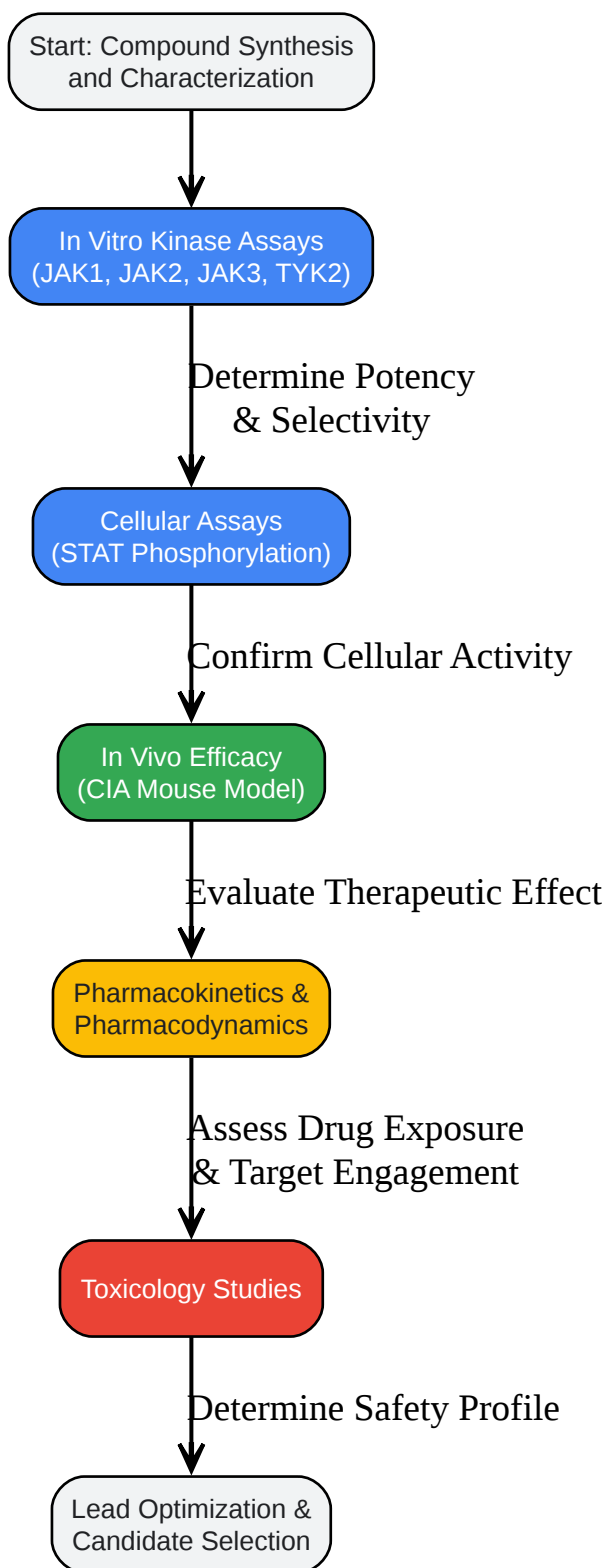 Start: Compound Synthesis
and Characterization
In Vitro Kinase Assays
(JAK1, JAK2, JAK3, TYK2)
Determine Potency
& Selectivity
Cellular Assays
(STAT Phosphorylation)
Confirm Cellular Activity
In Vivo Efficacy
(CIA Mouse Model)
Evaluate Therapeutic Effect
Pharmacokinetics &
Pharmacodynamics
Assess Drug Exposure
& Target Engagement
Toxicology Studies
Determine Safety Profile
Lead Optimization &
Candidate Selection